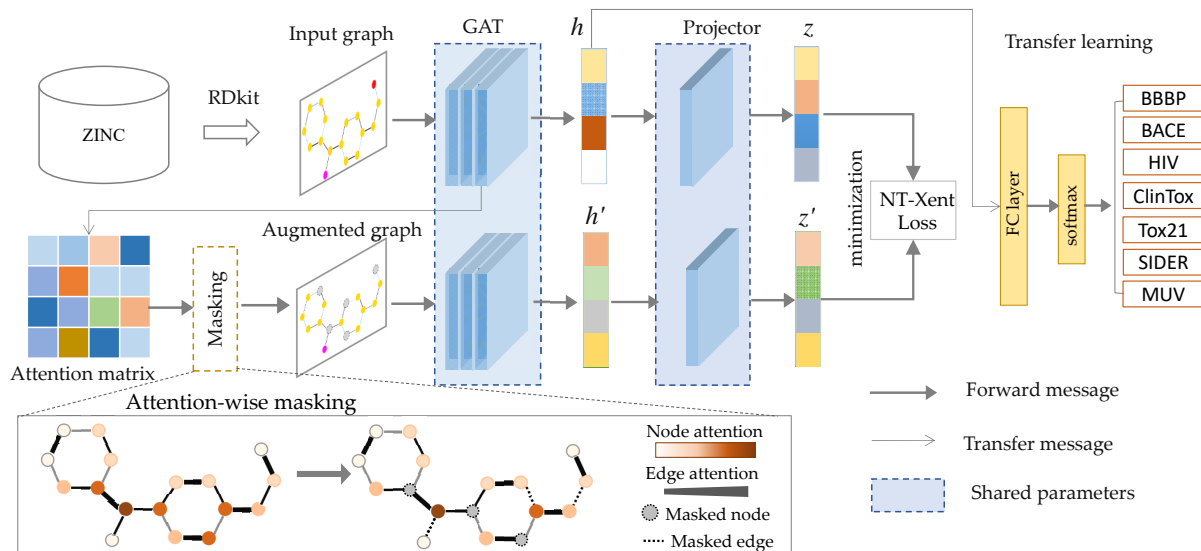 Input graph
GAT
h
Projector
z
Transfer learning
ZINC
RDkit
BBBP
BACE
HIV
ClinTox
Tox21
SIDER
MUV
FC layer
softmax
minimization
NT-Xent
Loss
Augmented graph
h'
z'
Masking
Attention matrix
Attention-wise masking
Node attention
Edge attention
Masked node
Masked edge
Forward message
Transfer message
Shared parameters